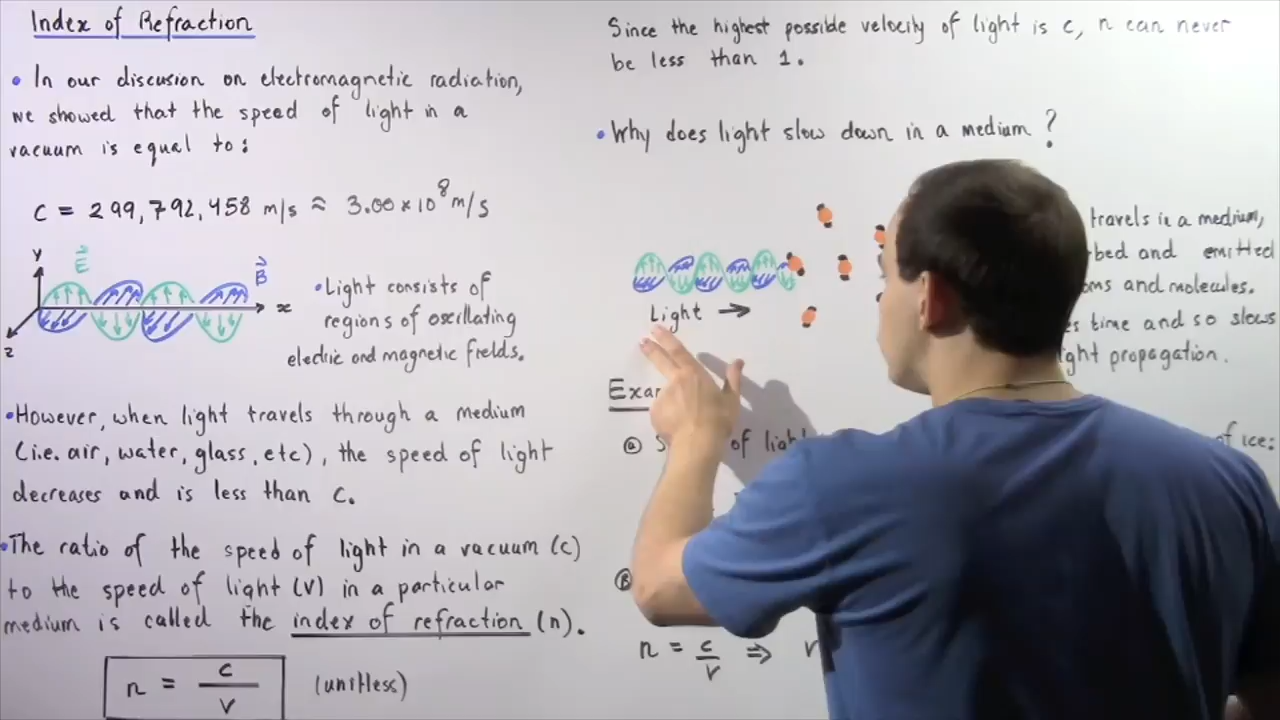 Index of Refraction
• In our discusion on electromagnetic radiation,
we showed that the speed of light in a
vacuum is equal to:
C = 299,792,458 m/s ≈ 3.00 × 10⁸ m/s
Y
E
B
x
z
• Light consists of
regions of oscillating
electric and magnetic fields.
• However, when light travels through a medium
(i.e. air, water, glass, etc), the speed of light
decreases and is less than c.
• The ratio of the speed of light in a vacuum (c)
to the speed of light (v) in a particular
medium is called the index of refraction (n).
n = c/v (unitless)
Since the highest possible velocity of light is c, n can never
be less than 1.
• Why does light slow down in a medium?
Light →
travels in a medium,
bed and emitted
ms and molecules.
es time and so slows
ight propagation.
Exa
(a) S of light of ice:
(B)
n = c/v ⇒ v